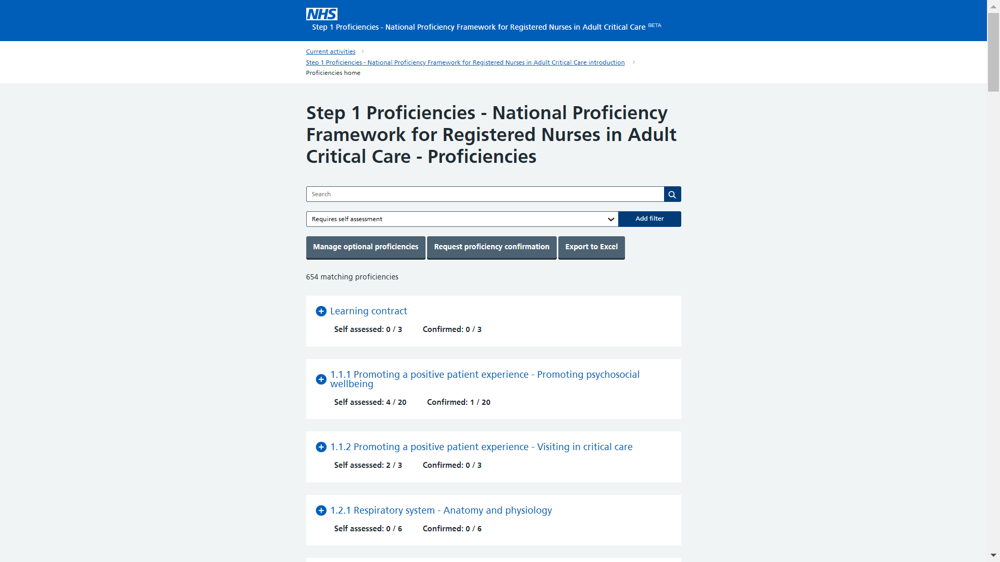 NHS
Step 1 Proficiencies - National Proficiency Framework for Registered Nurses in Adult Critical Care BETA
Current activities
Step 1 Proficiencies - National Proficiency Framework for Registered Nurses in Adult Critical Care introduction
Proficiencies home
Step 1 Proficiencies - National Proficiency
Framework for Registered Nurses in Adult
Critical Care - Proficiencies
Search
Requires self assessment
Add filter
Manage optional proficiencies
Request proficiency confirmation
Export to Excel
654 matching proficiencies
Learning contract
Self assessed: 0 / 3 Confirmed: 0 / 3
1.1.1 Promoting a positive patient experience - Promoting psychosocial
wellbeing
Self assessed: 4 / 20 Confirmed: 1 / 20
1.1.2 Promoting a positive patient experience - Visiting in critical care
Self assessed: 2 / 3 Confirmed: 0 / 3
1.2.1 Respiratory system - Anatomy and physiology
Self assessed: 0 / 6 Confirmed: 0 / 6